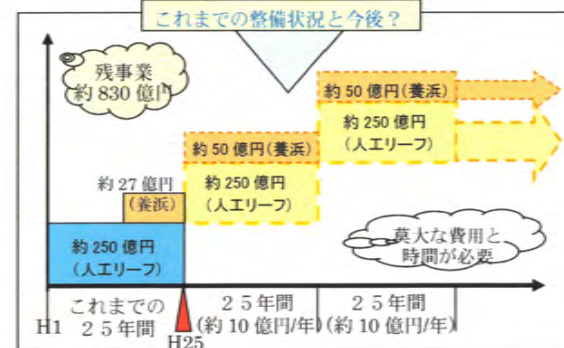 これまでの整備状況と今後？
残事業
約830億円
約50億円(養浜)
約250億円
(人工リーフ)
約50億円(養浜)
約250億円
(人工リーフ)
約27億円
(養浜)
約250億円
(人工リーフ)
莫大な費用と
時間が必要
H1
これまでの
25年間
H25
25年間
(約10億円/年)
25年間
(約10億円/年)